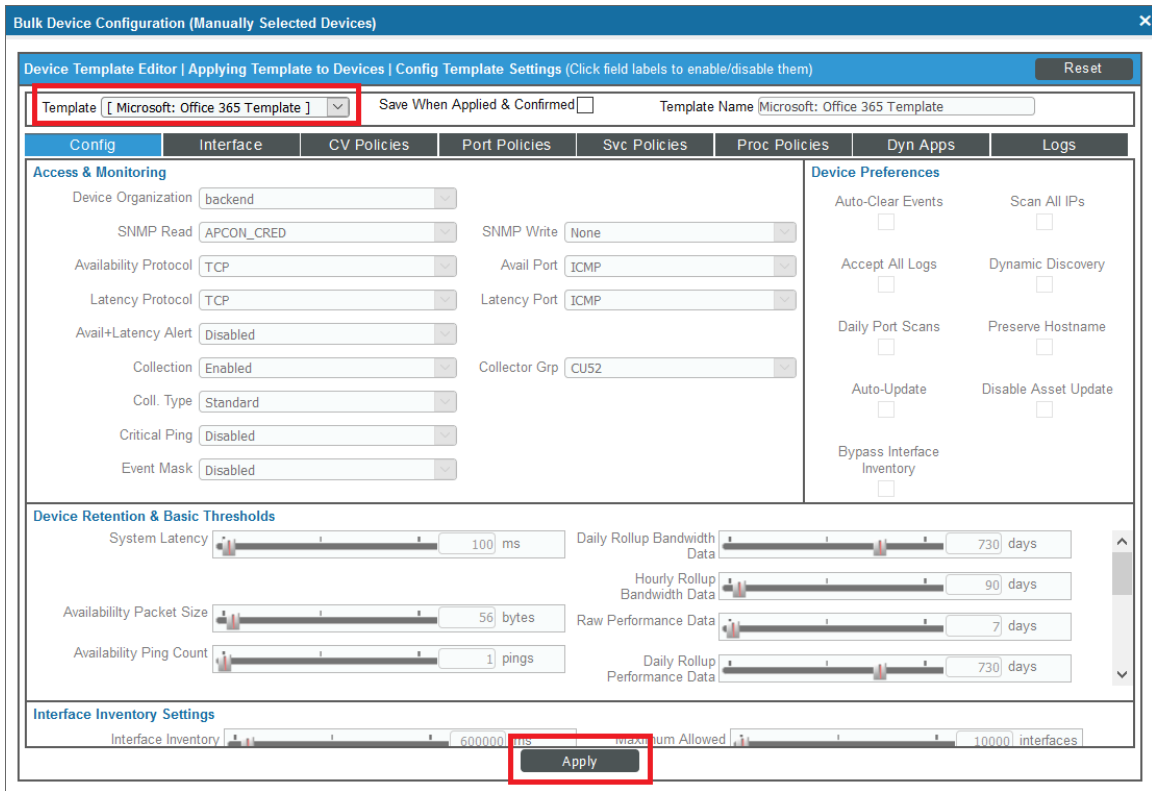 Bulk Device Configuration (Manually Selected Devices)
Device Template Editor | Applying Template to Devices | Config Template Settings (Click field labels to enable/disable them) Reset
Template [ Microsoft: Office 365 Template ] Save When Applied & Confirmed Template Name Microsoft: Office 365 Template
Config Interface CV Policies Port Policies Svc Policies Proc Policies Dyn Apps Logs
Access & Monitoring
Device Organization backend
SNMP Read APCON_CRED SNMP Write None
Availability Protocol TCP Avail Port ICMP
Latency Protocol TCP Latency Port ICMP
Avail+Latency Alert Disabled
Collection Enabled Collector Grp CU52
Coll. Type Standard
Critical Ping Disabled
Event Mask Disabled
Device Preferences
Auto-Clear Events Scan All IPs
Accept All Logs Dynamic Discovery
Daily Port Scans Preserve Hostname
Auto-Update Disable Asset Update
Bypass Interface
Inventory
Device Retention & Basic Thresholds
System Latency 100 ms
Availabililty Packet Size 56 bytes
Availability Ping Count 1 pings
Daily Rollup Bandwidth
Data 730 days
Hourly Rollup
Bandwidth Data 90 days
Raw Performance Data 7 days
Daily Rollup
Performance Data 730 days
Interface Inventory Settings
Interface Inventory 600000 ms Maximum Allowed 10000 interfaces
Apply